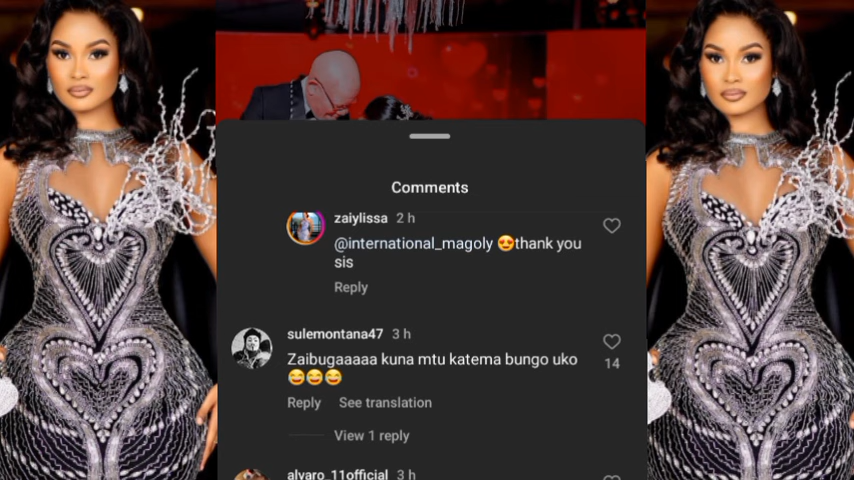 Comments
zaiylissa 2 h
@international_magoly 😍thank you
sis
Reply
sulemontana47 3 h
Zaibugaaaaa kuna mtu katema bungo uko
😂😂😂
14
Reply See translation
View 1 reply
alvaro_11official 3 h